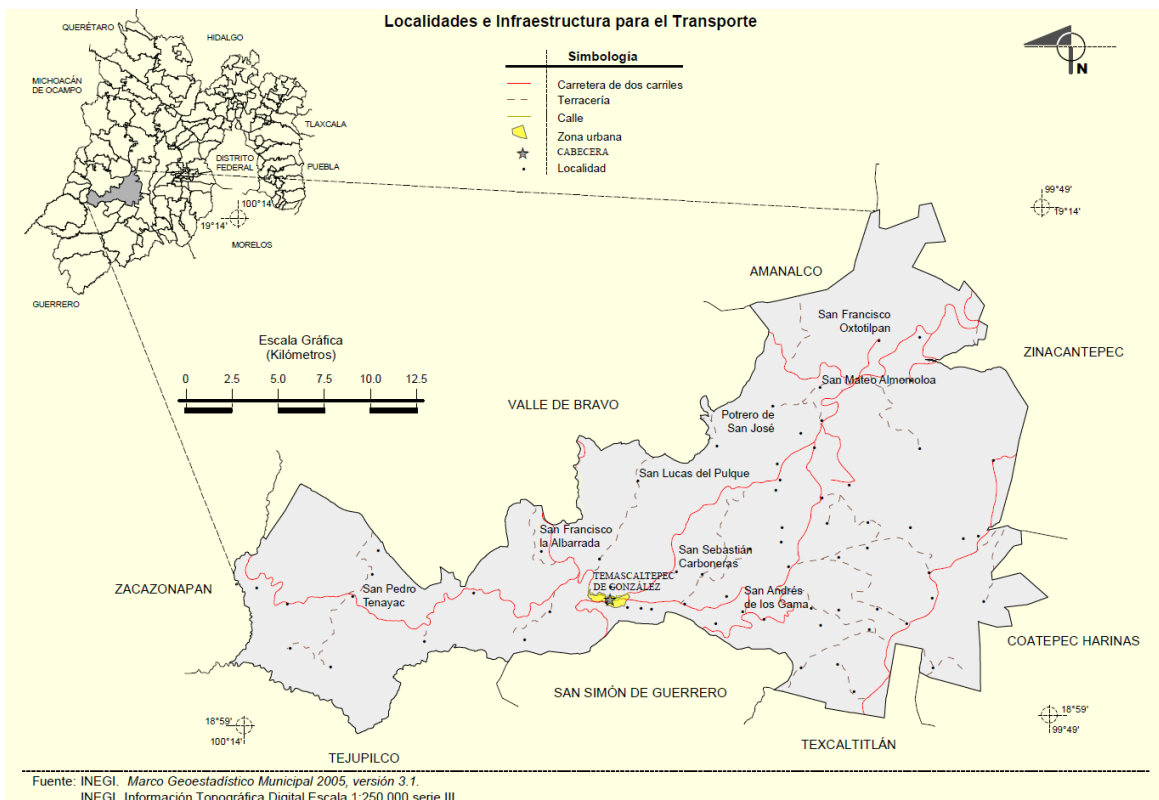 Localidades e Infraestructura para el Transporte
QUERÉTARO
HIDALGO
MICHOACÁN
DE OCAMPO
TLAXCALA
DISTRITO
FEDERAL
PUEBLA
100°14'
19°14'
MORELOS
GUERRERO
Simbología
Carretera de dos carriles
Terracería
Calle
Zona urbana
CABECERA
Localidad
N
99°49'
19°14'
AMANALCO
San Francisco
Oxtotilpan
ZINACANTEPEC
Escala Gráfica
(Kilómetros)
0 2.5 5.0 7.5 10.0 12.5
San Mateo Almomoloa
VALLE DE BRAVO
Potrero de
San José
San Lucas del Pulque
San Francisco
la Albarrada
San Sebastián
Carboneras
TEMASCALTEPEC
DE GONZÁLEZ
ZACAZONAPAN
San Pedro
Tenayac
San Andrés
de los Gama
COATEPEC HARINAS
SAN SIMÓN DE GUERRERO
18°59'
100°14'
18°59'
99°49'
TEXCALTITLÁN
TEJUPILCO
Fuente: INEGI. Marco Geoestadístico Municipal 2005, versión 3.1.
INEGI. Información Topográfica Digital Escala 1:250 000 serie III.